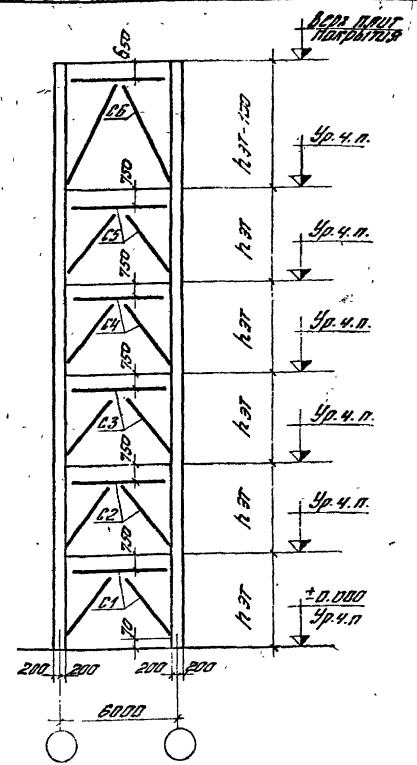 Верх плит
покрытия
650
С6
hэт-100
750
Ур.ч.п.
С5
hэт
750
Ур.ч.п.
С4
hэт
750
Ур.ч.п.
С3
hэт
750
Ур.ч.п.
С2
hэт
750
Ур.ч.п.
С1
hэт
70
±0.000
Ур.ч.п
200 200 200 200
6000